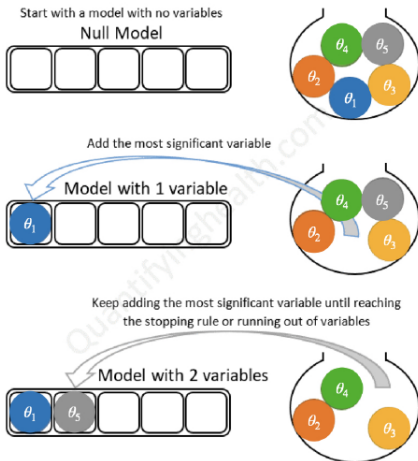 Start with a model with no variables
Null Model
θ₄ θ₅
θ₂ θ₃
θ₁
Add the most significant variable
Model with 1 variable
θ₁
θ₄ θ₅
θ₂ θ₃
Keep adding the most significant variable until reaching
the stopping rule or running out of variables
Model with 2 variables
θ₁ θ₅
θ₄
θ₂ θ₃
Quantifyinghealth.com